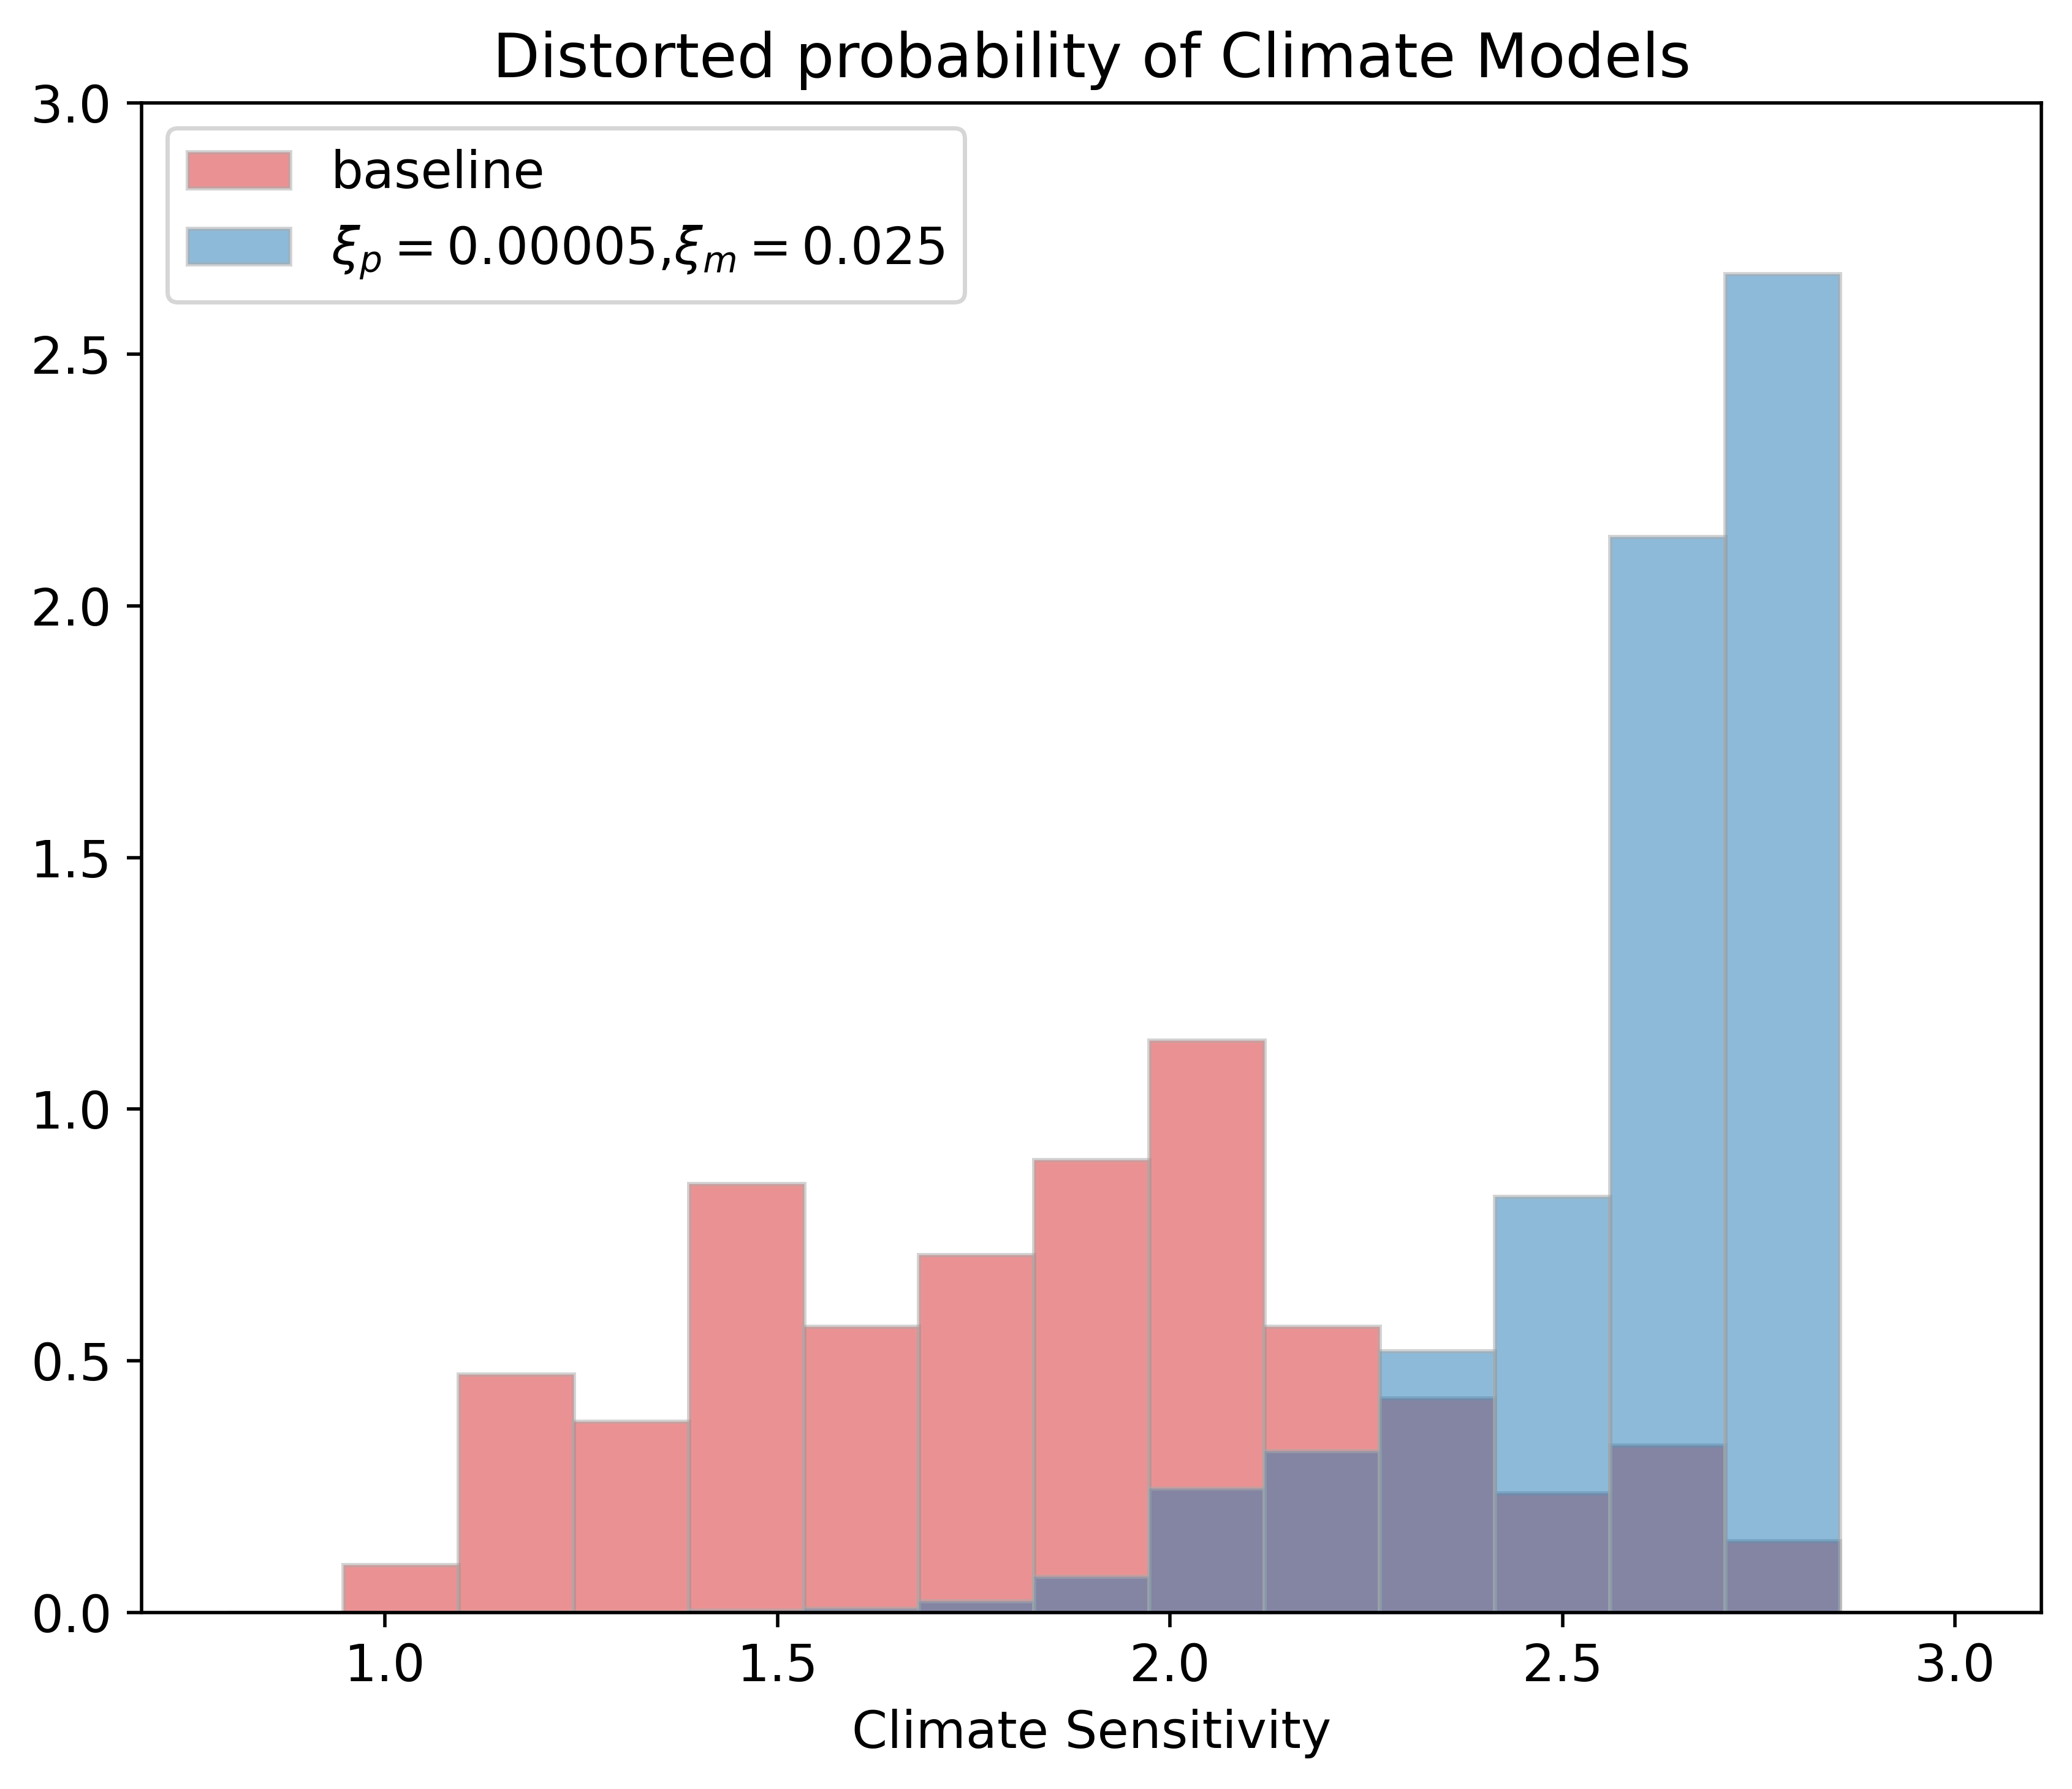 Distorted probability of Climate Models
3.0
2.5
2.0
1.5
1.0
0.5
0.0
baseline
ξp = 0.00005,ξm = 0.025
1.0 1.5 2.0 2.5 3.0
Climate Sensitivity